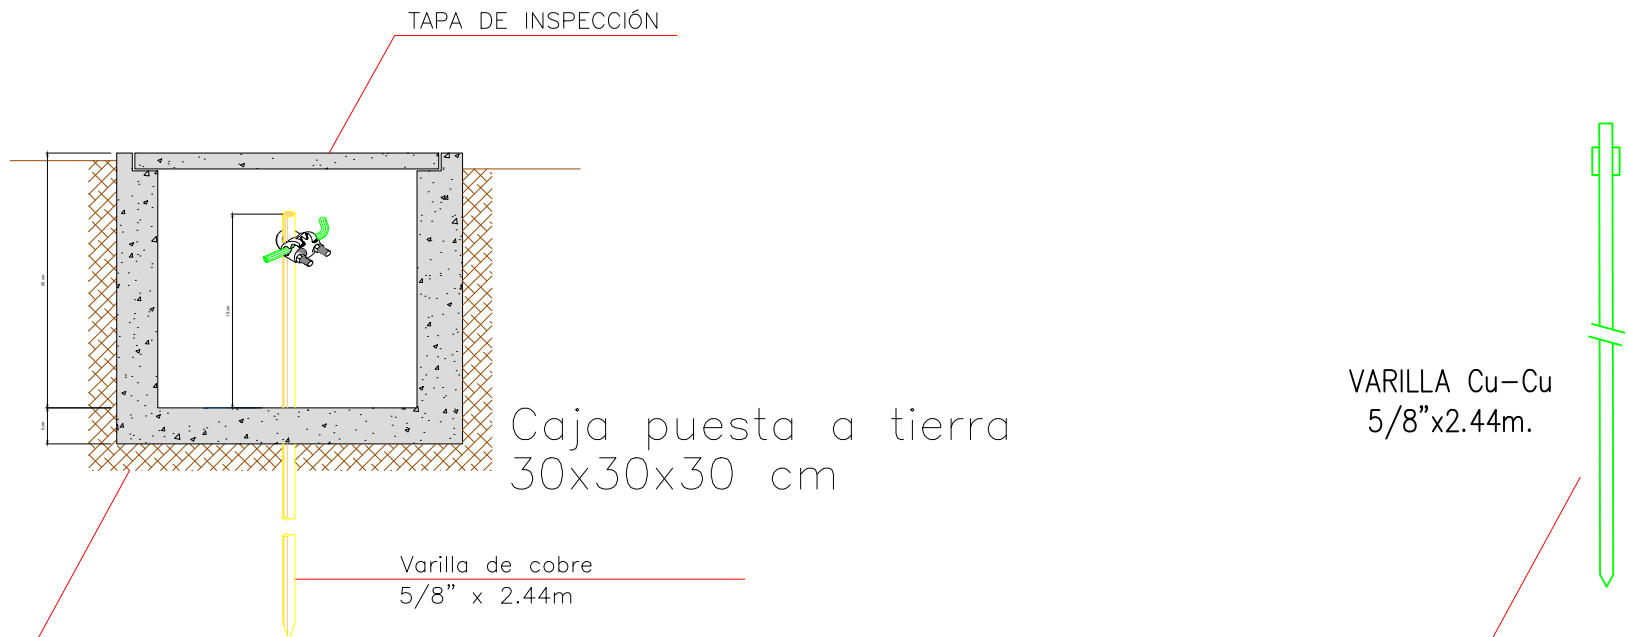 TAPA DE INSPECCIÓN
Caja puesta a tierra
30x30x30 cm
Varilla de cobre
5/8" x 2.44m
VARILLA Cu-Cu
5/8"x2.44m.